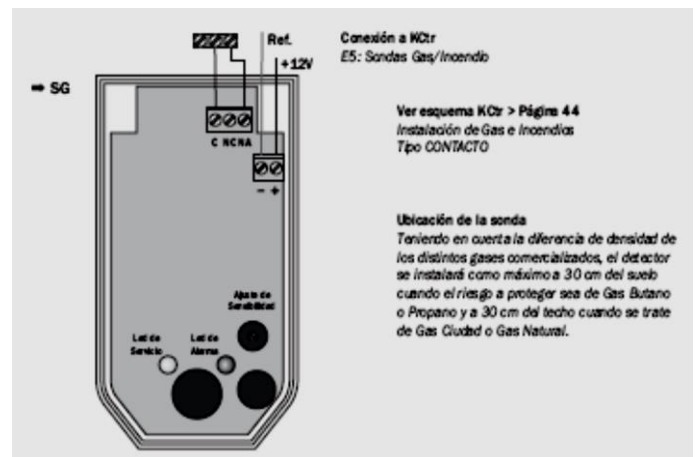 Ref.
+12V
➡ SG
C NC NA
- +
Ajuste de
Sensibilidad
Led de
Servicio
Led de
Alarma
Conexión a KCtr
E5: Sondas Gas/Incendio
Ver esquema KCtr > Página 44
Instalación de Gas e Incendios
Tipo CONTACTO
Ubicación de la sonda
Teniendo en cuenta la diferencia de densidad de
los distintos gases comercializados, el detector
se instalará como máximo a 30 cm del suelo
cuando el riesgo a proteger sea de Gas Butano
o Propano y a 30 cm del techo cuando se trate
de Gas Ciudad o Gas Natural.